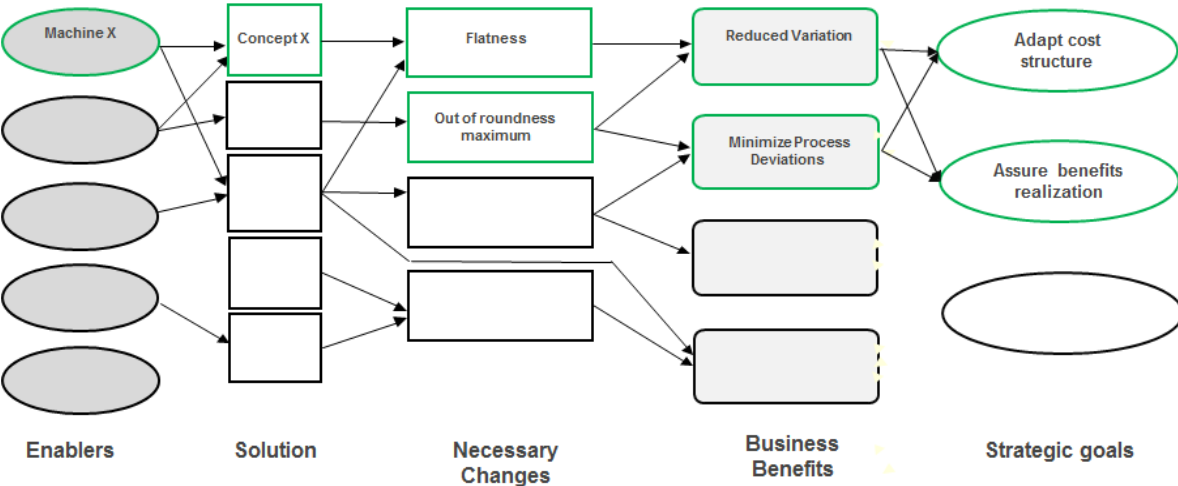 Machine X
Concept X
Flatness
Reduced Variation
Adapt cost
structure
Out of roundness
maximum
Minimize Process
Deviations
Assure benefits
realization
Enablers
Solution
Necessary
Changes
Business
Benefits
Strategic goals